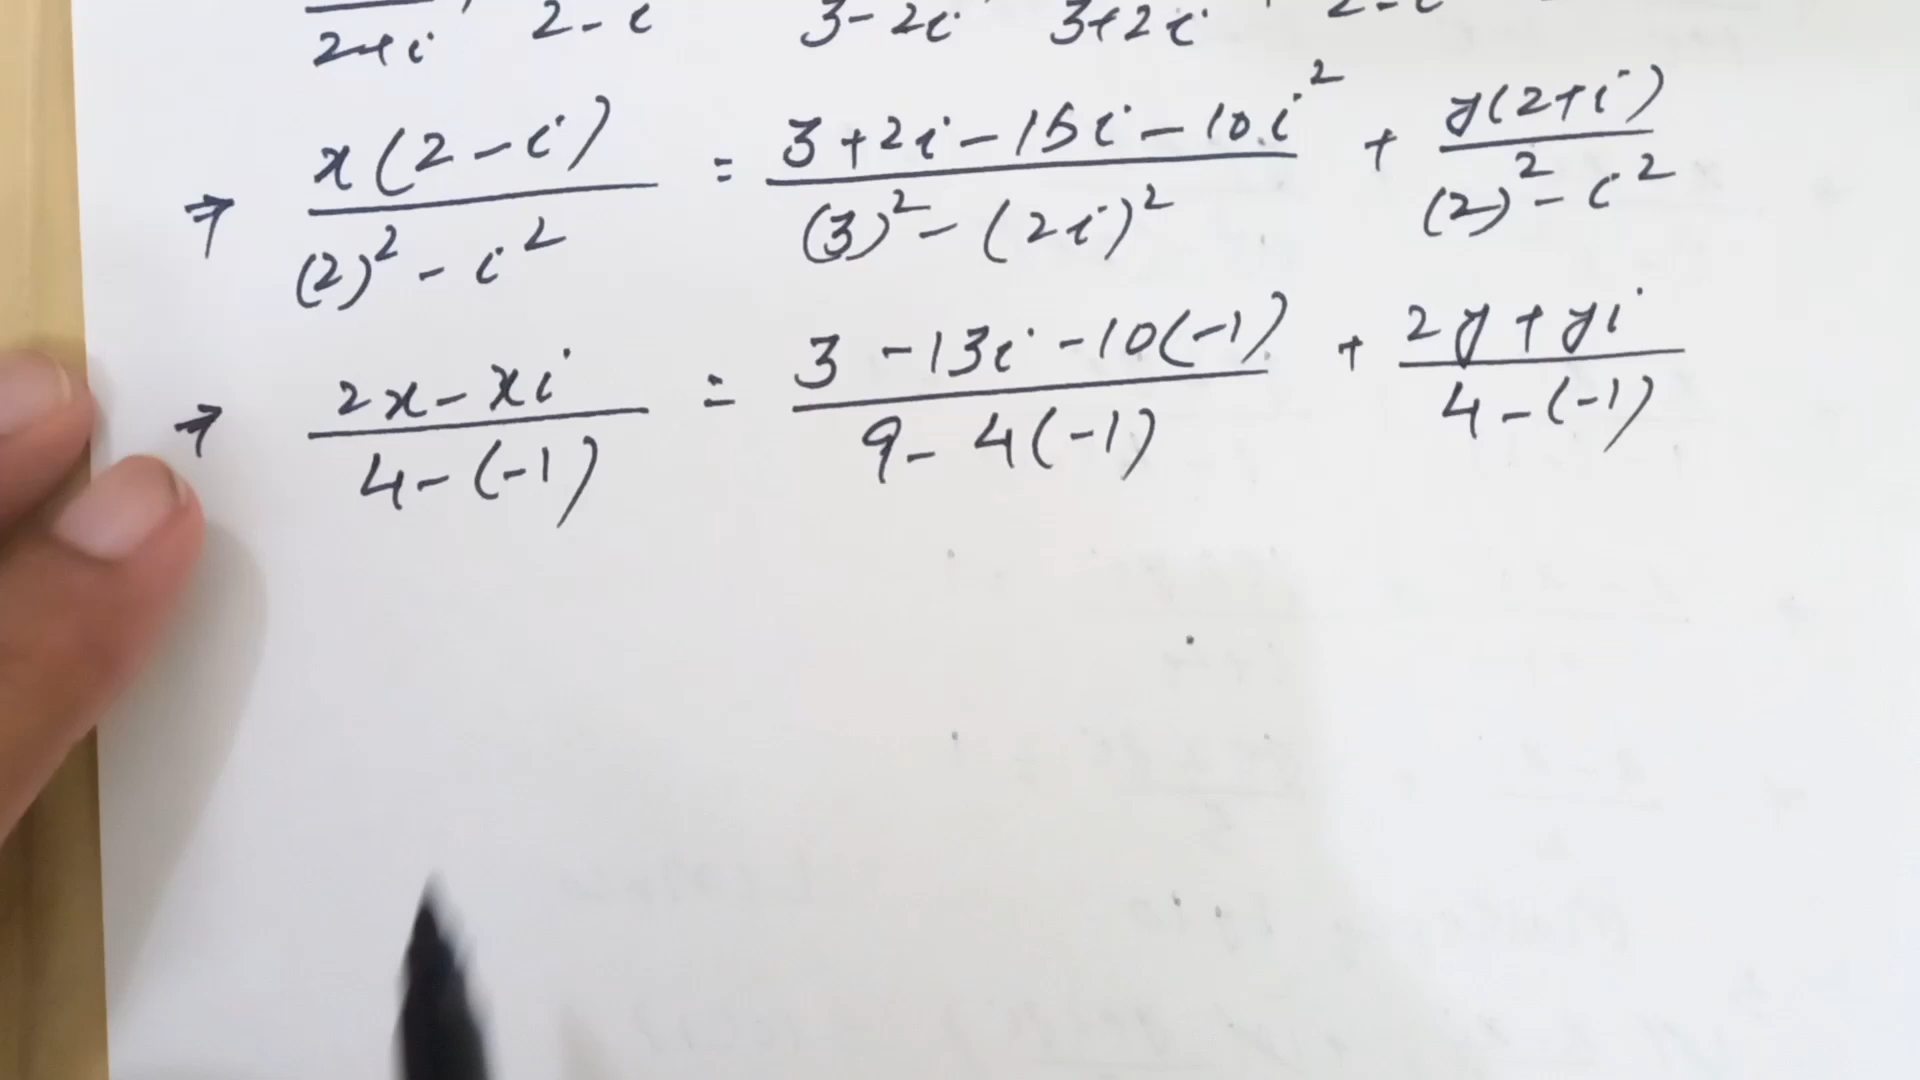 2+i 2-i 3-2i 3+2i 2-i
⇒ x(2-i)/(2)²-i² = 3+2i-15i-10i²/(3)²-(2i)² + y(2+i)/(2)²-i²
⇒ 2x-xi/4-(-1) = 3-13i-10(-1)/9-4(-1) + 2y+yi/4-(-1)